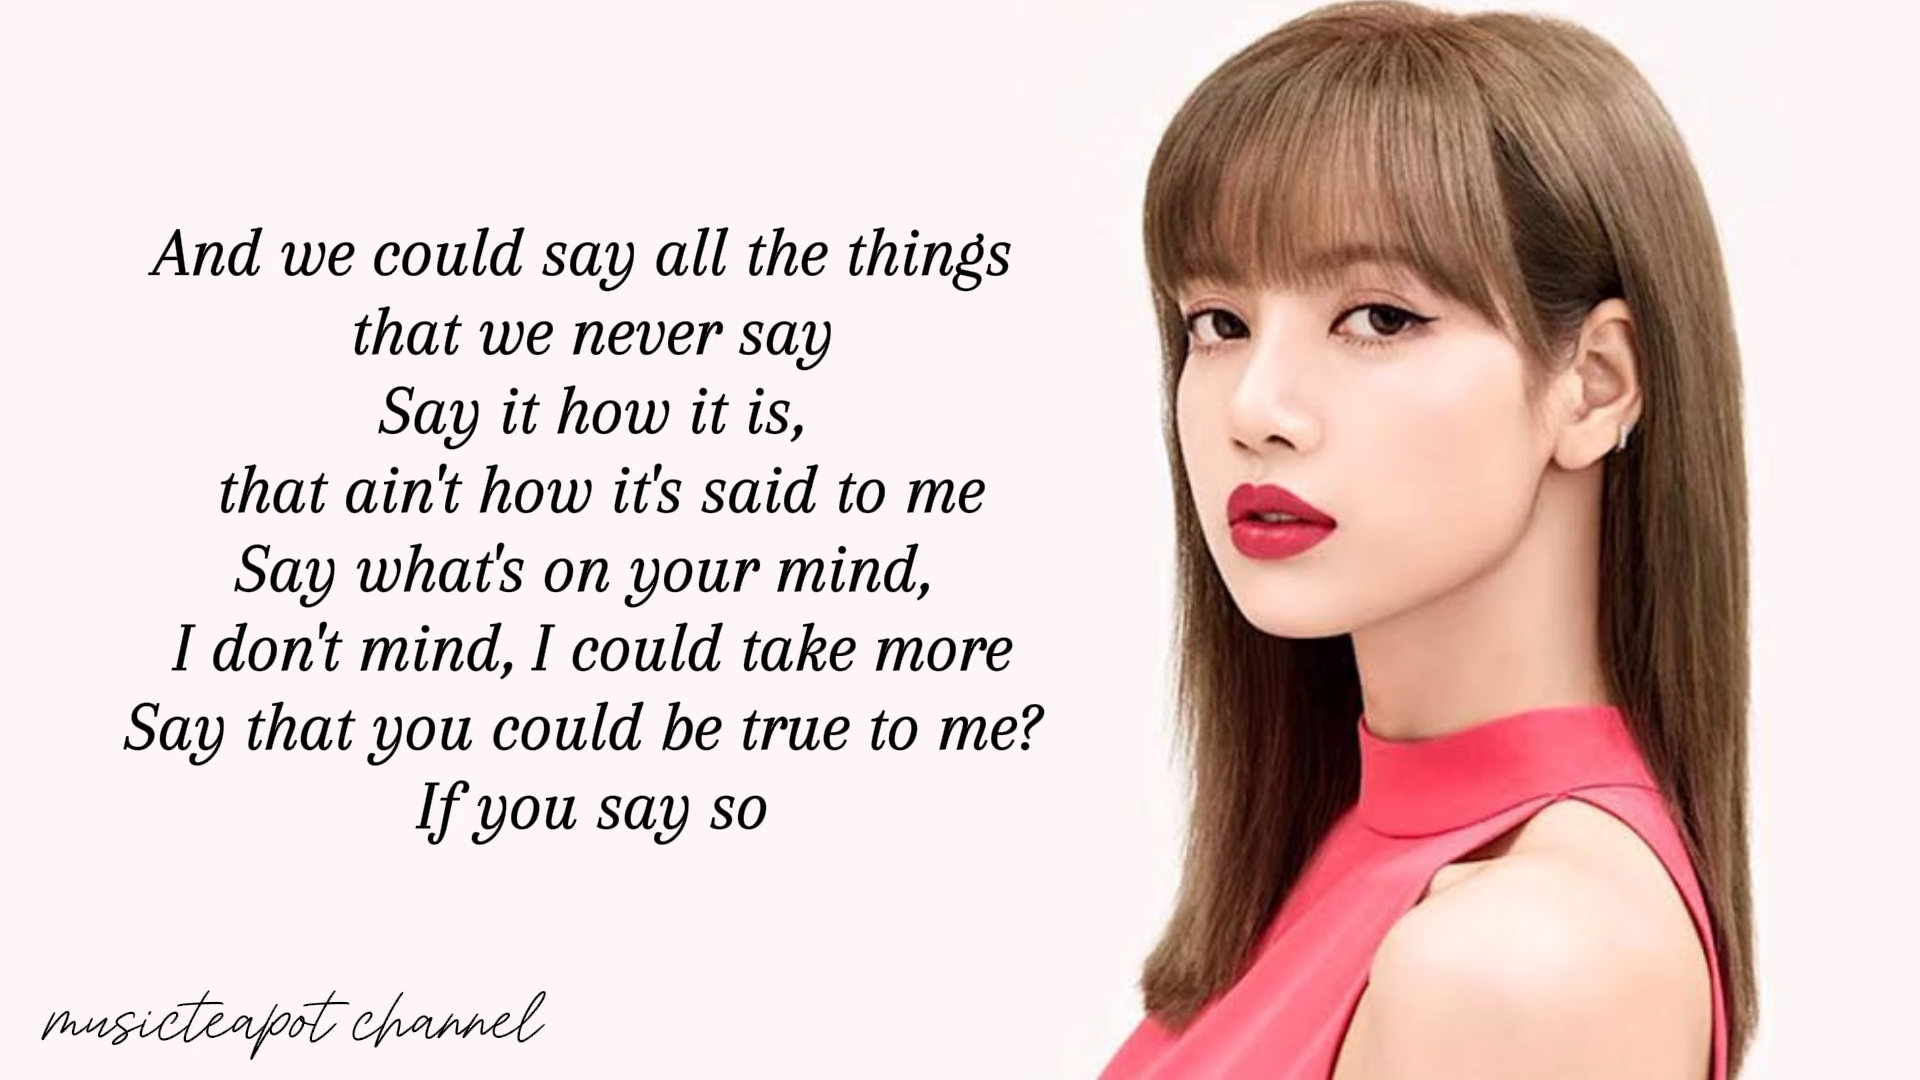 And we could say all the things
that we never say
Say it how it is,
that ain't how it's said to me
Say what's on your mind,
I don't mind, I could take more
Say that you could be true to me?
If you say so
musicteapot channel